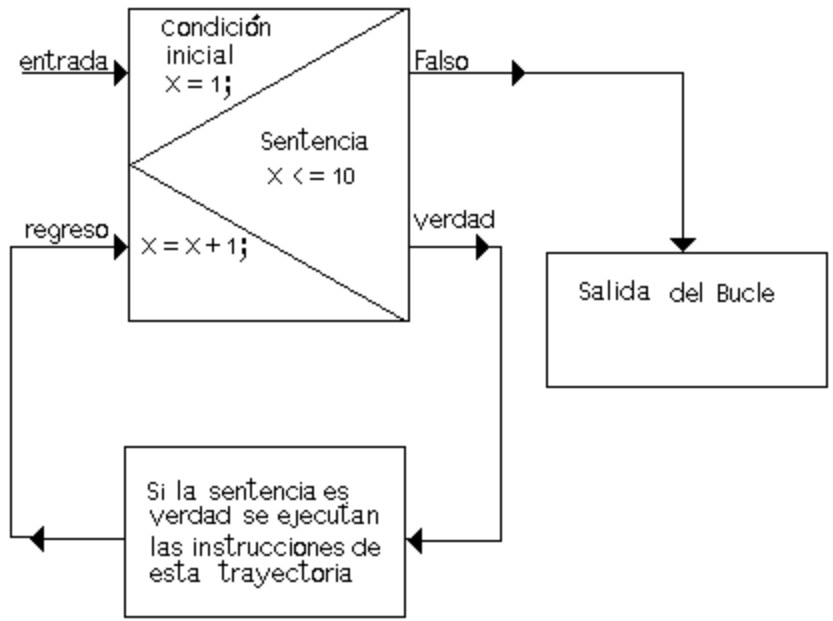 Condición
inicial
X = 1;
entrada
Falso
Sentencia
X <= 10
verdad
regreso
X = X + 1;
Salida del Bucle
Si la sentencia es
verdad se ejecutan
las instrucciones de
esta trayectoria